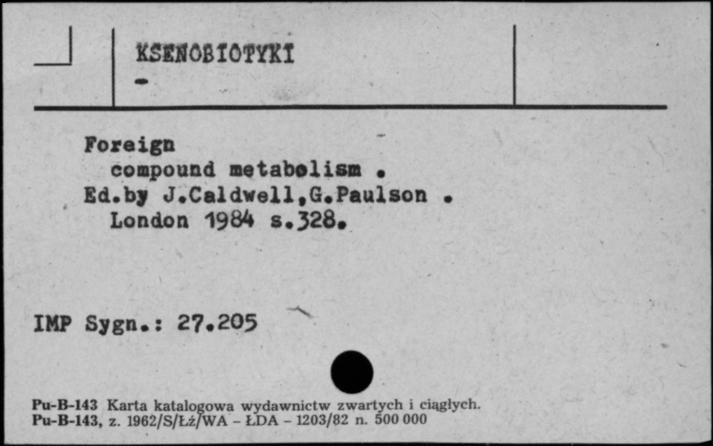 KSENOBIOTYKI
-
Foreign
compound metabolism .
Ed.by J.Caldwell,G.Paulson .
London 1984 s.328.
IMP Sygn.: 27.205
Pu-B-143 Karta katalogowa wydawnictw zwartych i ciągłych.
Pu-B-143, z. 1962/S/Łź/WA – ŁDA – 1203/82 n. 500 000